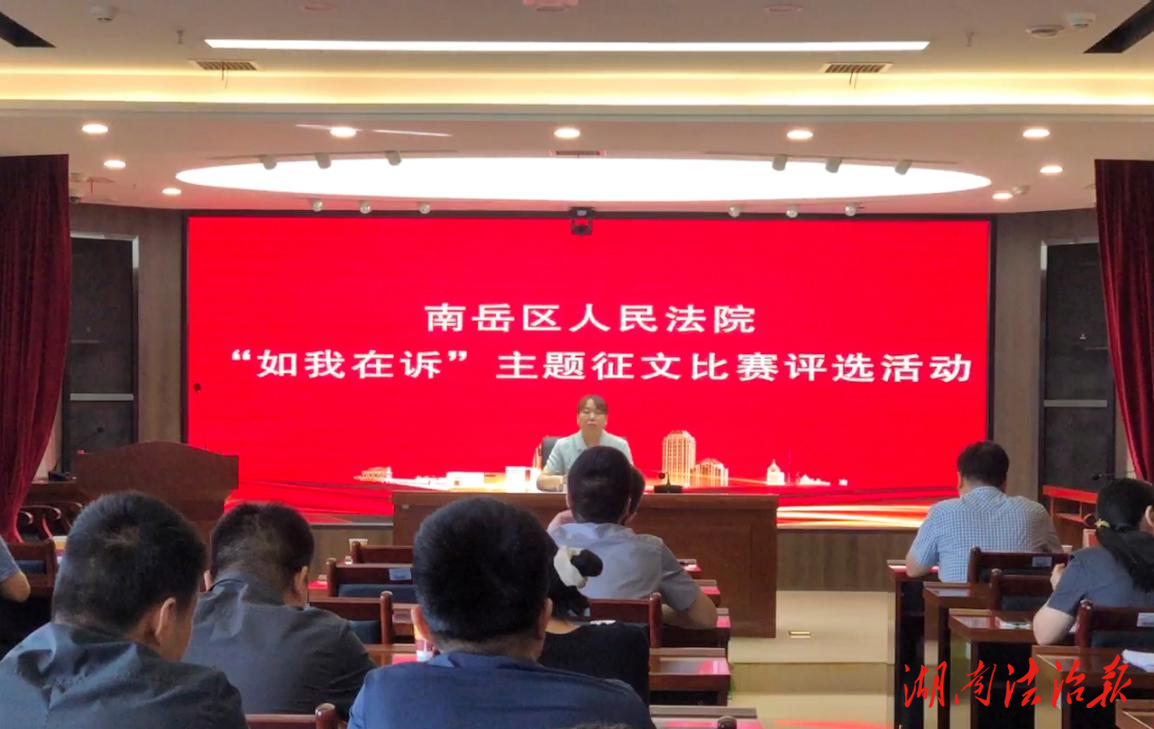 南岳区人民法院
“如我在诉”主题征文比赛评选活动
湖南法治报